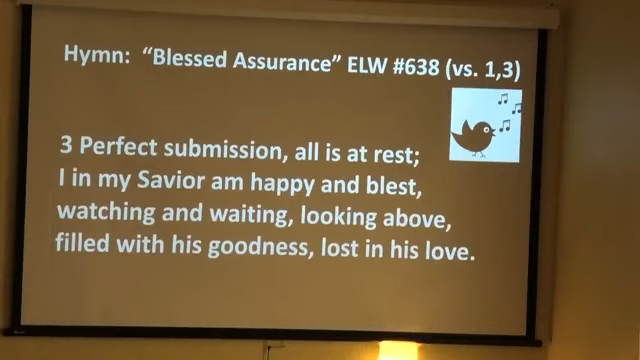 Hymn: “Blessed Assurance” ELW #638 (vs. 1,3)
3 Perfect submission, all is at rest;
I in my Savior am happy and blest,
watching and waiting, looking above,
filled with his goodness, lost in his love.